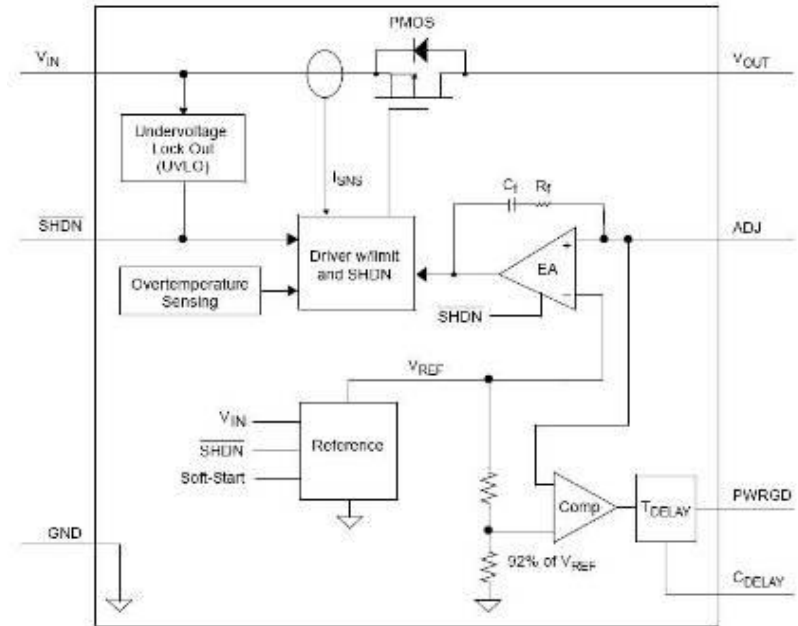 PMOS
VIN
VOUT
Undervoltage
Lock Out
(UVLO)
ISNS
Cf
Rf
SHDN
ADJ
+
EA
−
Driver w/limit
and SHDN
Overtemperature
Sensing
SHDN
VREF
VIN
SHDN
Soft-Start
Reference
Comp
TDELAY
PWRGD
GND
92% of VREF
CDELAY